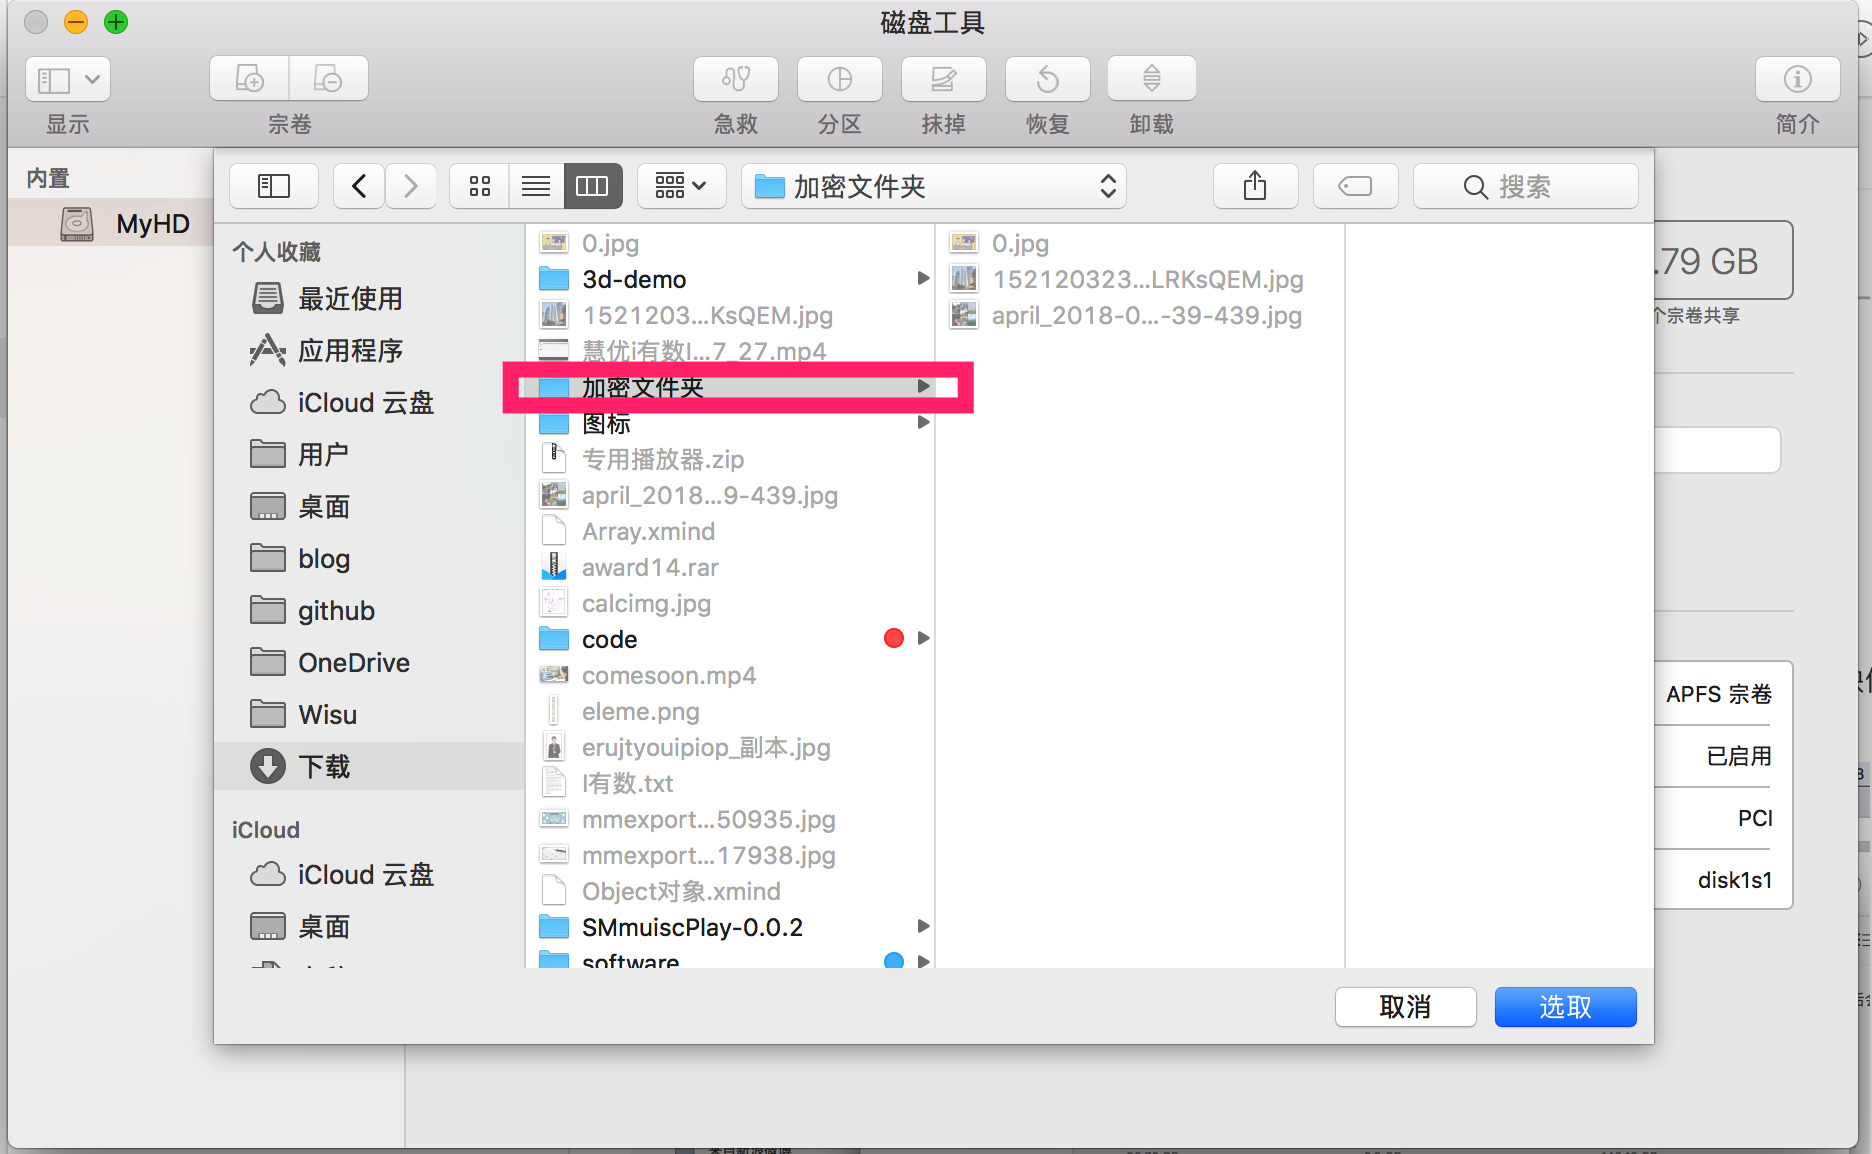 磁盘工具
显示
宗卷
急救
分区
抹掉
恢复
卸载
简介
内置
MyHD
加密文件夹
搜索
个人收藏
最近使用
应用程序
iCloud 云盘
用户
桌面
blog
github
OneDrive
Wisu
下载
iCloud
iCloud 云盘
桌面
0.jpg
3d-demo
1521203...KsQEM.jpg
慧优i有数I...7_27.mp4
加密文件夹
图标
专用播放器.zip
april_2018...9-439.jpg
Array.xmind
award14.rar
calcimg.jpg
code
comesoon.mp4
eleme.png
erujtyouipiop_副本.jpg
I有数.txt
mmexport...50935.jpg
mmexport...17938.jpg
Object对象.xmind
SMmuiscPlay-0.0.2
software
0.jpg
152120323...LRKsQEM.jpg
april_2018-0...-39-439.jpg
.79 GB
个宗卷共享
APFS 宗卷
已启用
PCI
disk1s1
取消
选取